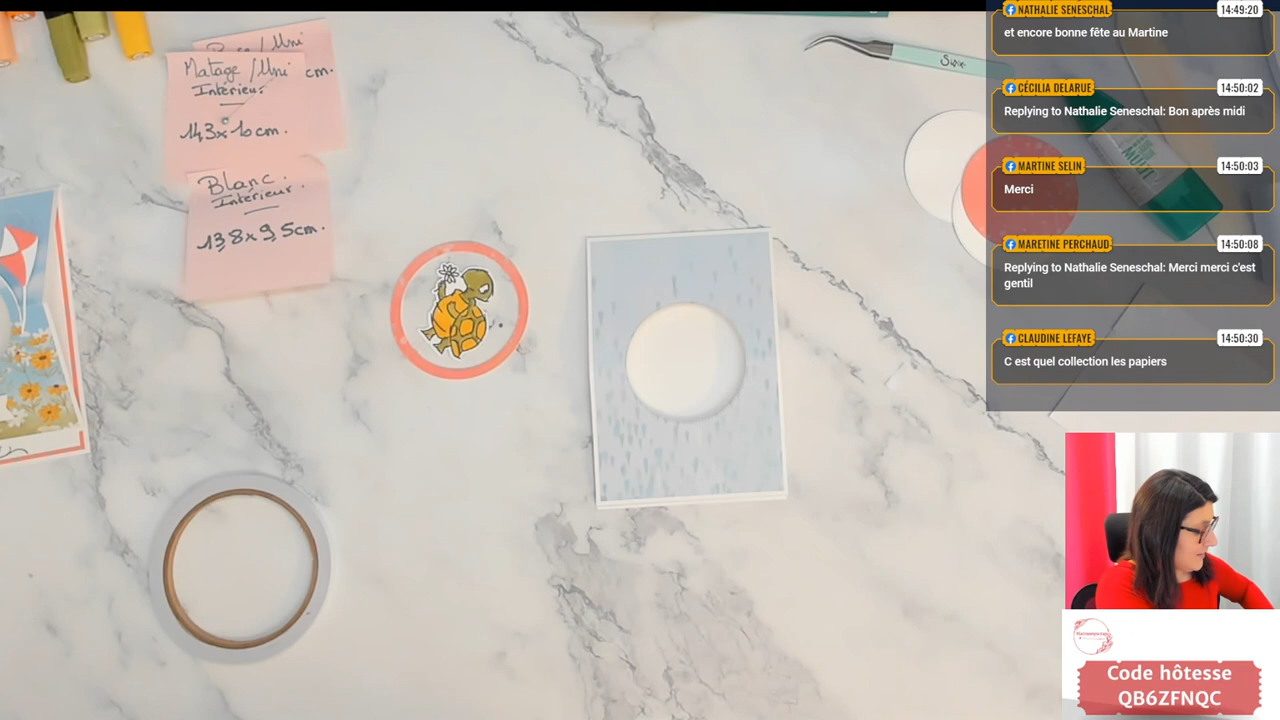 Base / Uni
Matage / Uni cm.
Intérieur
14,3 x 10 cm.
Blanc.
Intérieur.
13,8 x 9,5 cm.
NATHALIE SENESCHAL 14:49:20
et encore bonne fête au Martine
CÉCILIA DELARUE 14:50:02
Replying to Nathalie Seneschal: Bon après midi
MARTINE SELIN 14:50:03
Merci
MARETINE PERCHAUD 14:50:08
Replying to Nathalie Seneschal: Merci merci c'est
gentil
CLAUDINE LEFAYE 14:50:30
C est quel collection les papiers
Code hôtesse
QB6ZFNQC